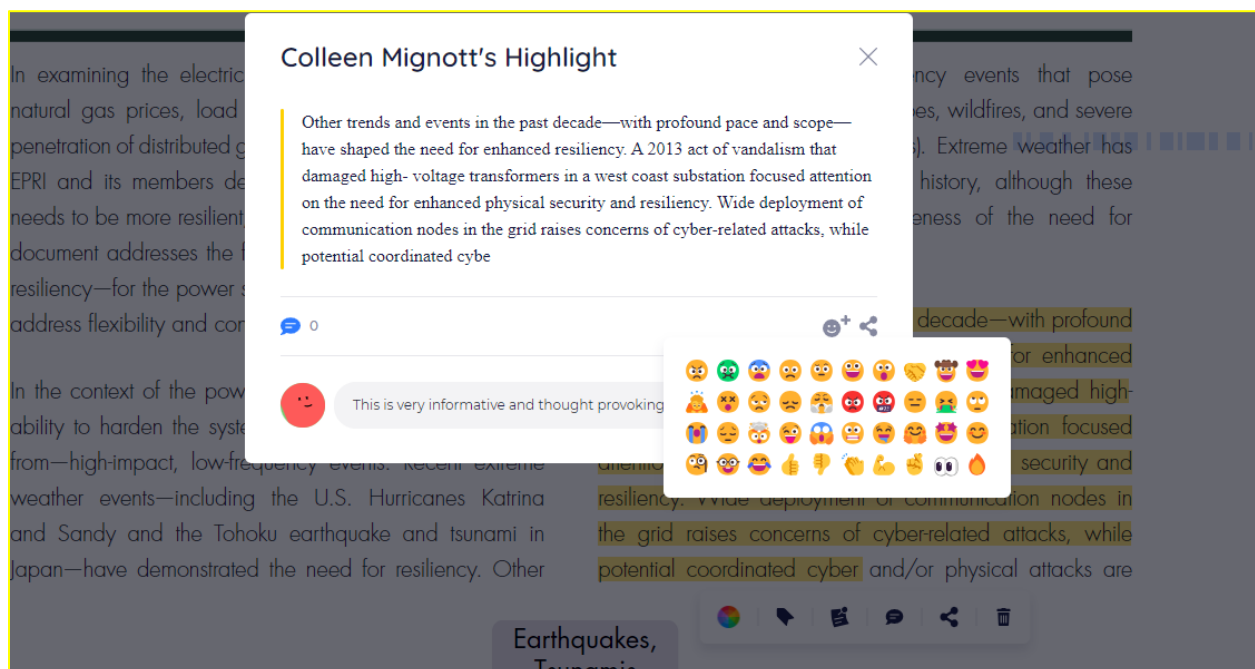 Colleen Mignott's Highlight
Other trends and events in the past decade—with profound pace and scope—
have shaped the need for enhanced resiliency. A 2013 act of vandalism that
damaged high- voltage transformers in a west coast substation focused attention
on the need for enhanced physical security and resiliency. Wide deployment of
communication nodes in the grid raises concerns of cyber-related attacks, while
potential coordinated cybe
0
This is very informative and thought provoking
In examining the electric
natural gas prices, load
penetration of distributed
EPRI and its members
needs to be more resilient,
document addresses the
resiliency—for the power
address flexibility and
In the context of the
ability to harden the
from—high-impact, low-frequency events. Recent extreme
weather events—including the U.S. Hurricanes Katrina
and Sandy and the Tohoku earthquake and tsunami in
Japan—have demonstrated the need for resiliency. Other
events that pose
wildfires, and severe
Extreme weather has
history, although these
of the need for
decade—with profound
for enhanced
high-
focused
security and
resiliency. Wide deployment of communication nodes in
the grid raises concerns of cyber-related attacks, while
potential coordinated cyber and/or physical attacks are
Earthquakes,
Tsunamis